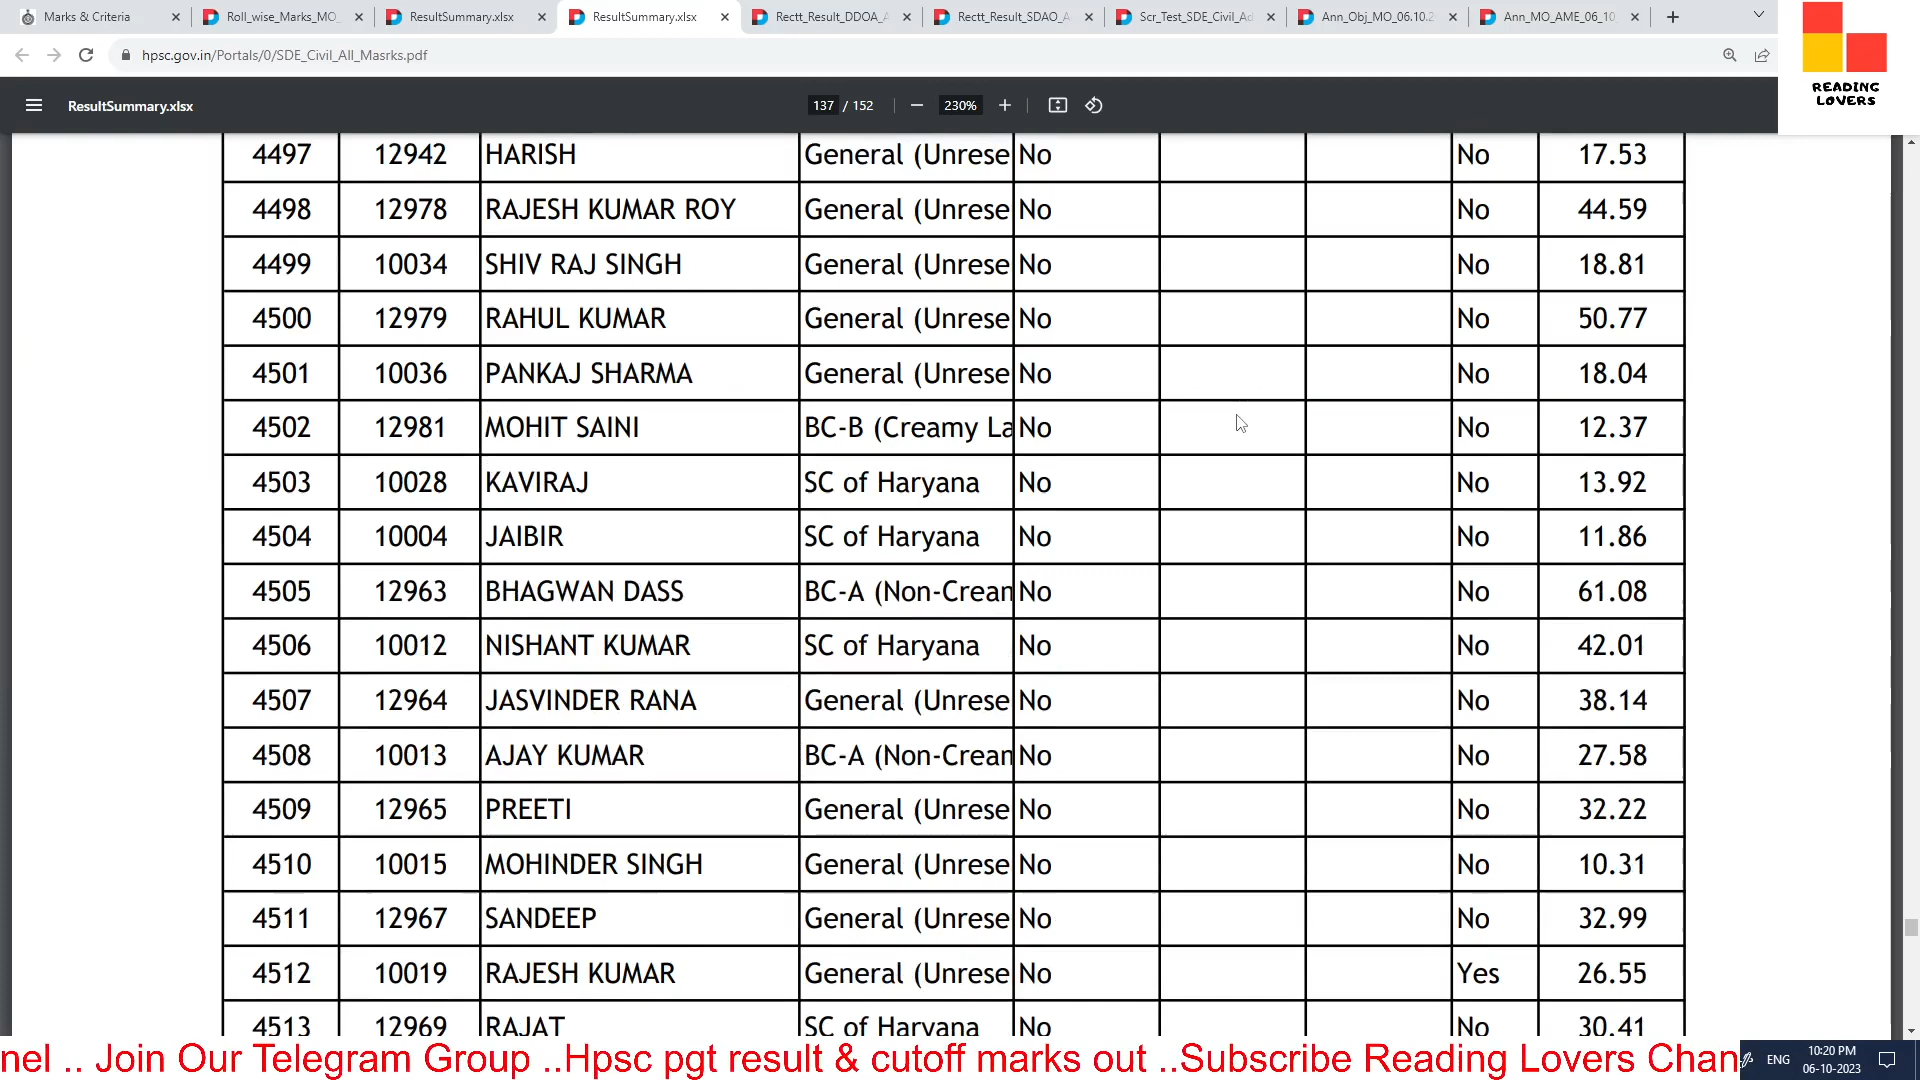 Marks & Criteria
Roll_wise_Marks_MO_
ResultSummary.xlsx
ResultSummary.xlsx
Rectt_Result_DDOA_A
Rectt_Result_SDAO_A
Scr_Test_SDE_Civil_Ad
Ann_Obj_MO_06.10.2
Ann_MO_AME_06_10_
hpsc.gov.in/Portals/0/SDE_Civil_All_Masrks.pdf
READING
LOVERS
ResultSummary.xlsx
137 / 152
230%
4497 12942 HARISH General (Unrese No No 17.53
4498 12978 RAJESH KUMAR ROY General (Unrese No No 44.59
4499 10034 SHIV RAJ SINGH General (Unrese No No 18.81
4500 12979 RAHUL KUMAR General (Unrese No No 50.77
4501 10036 PANKAJ SHARMA General (Unrese No No 18.04
4502 12981 MOHIT SAINI BC-B (Creamy La No No 12.37
4503 10028 KAVIRAJ SC of Haryana No No 13.92
4504 10004 JAIBIR SC of Haryana No No 11.86
4505 12963 BHAGWAN DASS BC-A (Non-Crean No No 61.08
4506 10012 NISHANT KUMAR SC of Haryana No No 42.01
4507 12964 JASVINDER RANA General (Unrese No No 38.14
4508 10013 AJAY KUMAR BC-A (Non-Crean No No 27.58
4509 12965 PREETI General (Unrese No No 32.22
4510 10015 MOHINDER SINGH General (Unrese No No 10.31
4511 12967 SANDEEP General (Unrese No No 32.99
4512 10019 RAJESH KUMAR General (Unrese No Yes 26.55
4513 12969 RAJAT SC of Haryana No No 30.41
nel .. Join Our Telegram Group ..Hpsc pgt result & cutoff marks out ..Subscribe Reading Lovers Chan
ENG
10:20 PM
06-10-2023